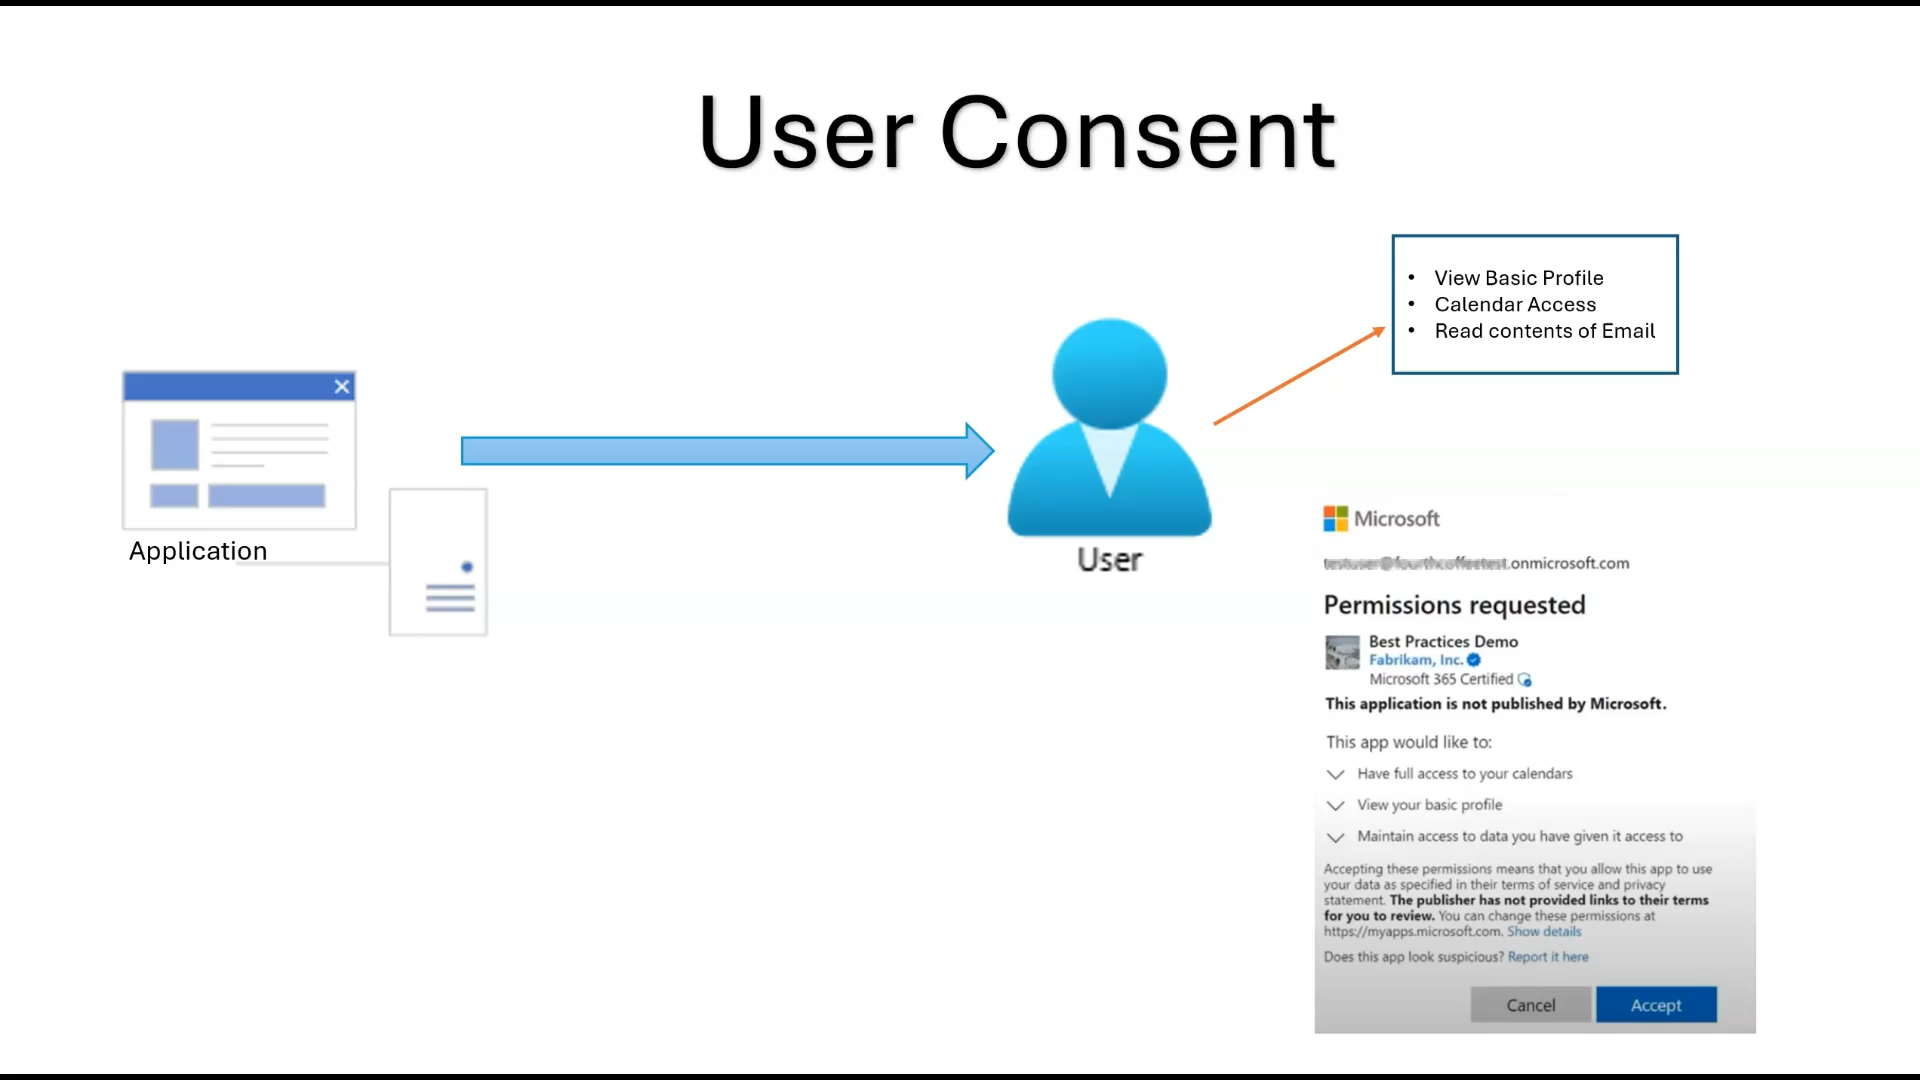 User Consent
• View Basic Profile
• Calendar Access
• Read contents of Email
Application
User
Microsoft
.onmicrosoft.com
Permissions requested
Best Practices Demo
Fabrikam, Inc.
Microsoft 365 Certified
This application is not published by Microsoft.
This app would like to:
Have full access to your calendars
View your basic profile
Maintain access to data you have given it access to
Accepting these permissions means that you allow this app to use
your data as specified in their terms of service and privacy
statement. The publisher has not provided links to their terms
for you to review. You can change these permissions at
https://myapps.microsoft.com. Show details
Does this app look suspicious? Report it here
Cancel
Accept